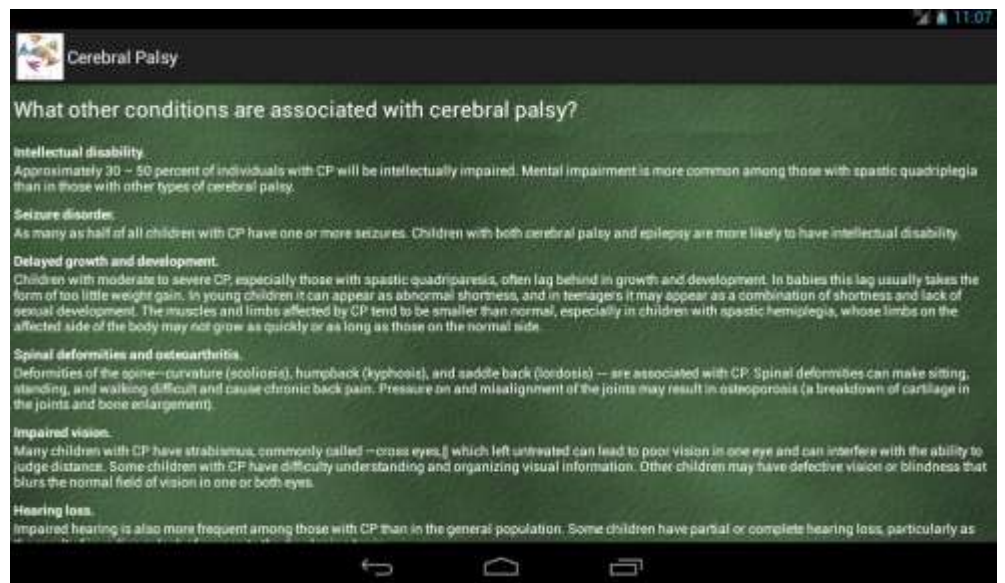 11:07
Cerebral Palsy
What other conditions are associated with cerebral palsy?
Intellectual disability.
Approximately 30 – 50 percent of individuals with CP will be intellectually impaired. Mental impairment is more common among those with spastic quadriplegia
than in those with other types of cerebral palsy.
Seizure disorder.
As many as half of all children with CP have one or more seizures. Children with both cerebral palsy and epilepsy are more likely to have intellectual disability.
Delayed growth and development.
Children with moderate to severe CP, especially those with spastic quadriparesis, often lag behind in growth and development. In babies this lag usually takes the
form of too little weight gain. In young children it can appear as abnormal shortness, and in teenagers it may appear as a combination of shortness and lack of
sexual development. The muscles and limbs affected by CP tend to be smaller than normal, especially in children with spastic hemiplegia, whose limbs on the
affected side of the body may not grow as quickly or as long as those on the normal side.
Spinal deformities and osteoarthritis.
Deformities of the spine—curvature (scoliosis), humpback (kyphosis), and saddle back (lordosis) — are associated with CP. Spinal deformities can make sitting,
standing, and walking difficult and cause chronic back pain. Pressure on and misalignment of the joints may result in osteoporosis (a breakdown of cartilage in
the joints and bone enlargement).
Impaired vision.
Many children with CP have strabismus, commonly called ―cross eyes,‖ which left untreated can lead to poor vision in one eye and can interfere with the ability to
judge distance. Some children with CP have difficulty understanding and organizing visual information. Other children may have defective vision or blindness that
blurs the normal field of vision in one or both eyes.
Hearing loss.
Impaired hearing is also more frequent among those with CP than in the general population. Some children have partial or complete hearing loss, particularly as